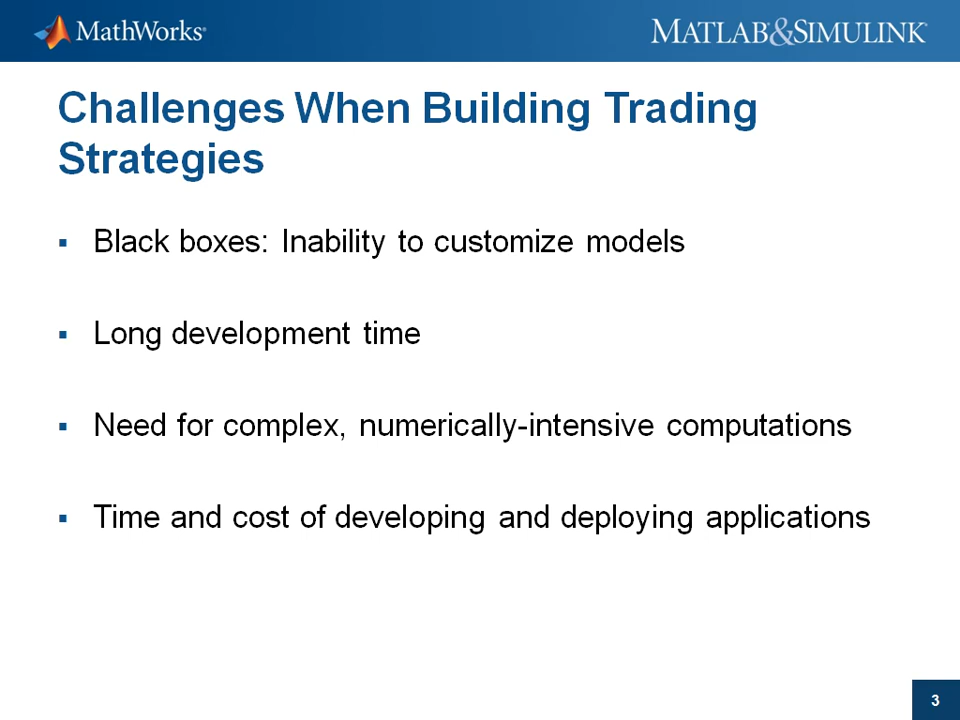 MathWorks®
MATLAB&SIMULINK®
Challenges When Building Trading
Strategies
▪ Black boxes: Inability to customize models
▪ Long development time
▪ Need for complex, numerically-intensive computations
▪ Time and cost of developing and deploying applications
3